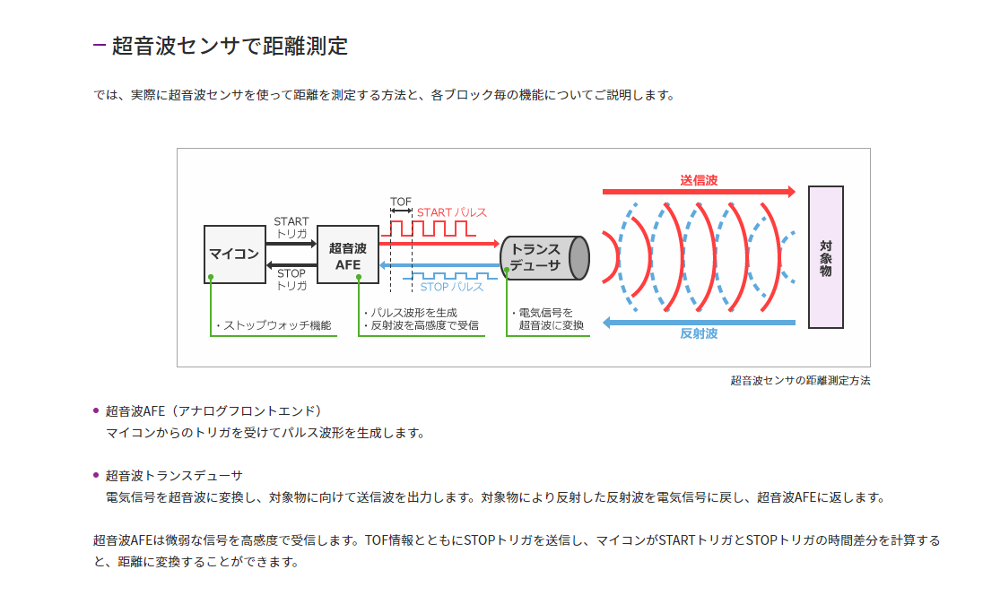 超音波センサで距離測定
では、実際に超音波センサを使って距離を測定する方法と、各ブロック毎の機能についてご説明します。
送信波
TOF
STARTパルス
START
トリガ
マイコン
超音波
AFE
トランス
デューサ
対象物
STOP
トリガ
STOPパルス
・ストップウォッチ機能
・パルス波形を生成
・反射波を高感度で受信
・電気信号を
超音波に変換
反射波
超音波センサの距離測定方法
超音波AFE（アナログフロントエンド）
マイコンからのトリガを受けてパルス波形を生成します。
超音波トランスデューサ
電気信号を超音波に変換し、対象物に向けて送信波を出力します。対象物により反射した反射波を電気信号に戻し、超音波AFEに返します。
超音波AFEは微弱な信号を高感度で受信します。TOF情報とともにSTOPトリガを送信し、マイコンがSTARTトリガとSTOPトリガの時間差分を計算する
と、距離に変換することができます。